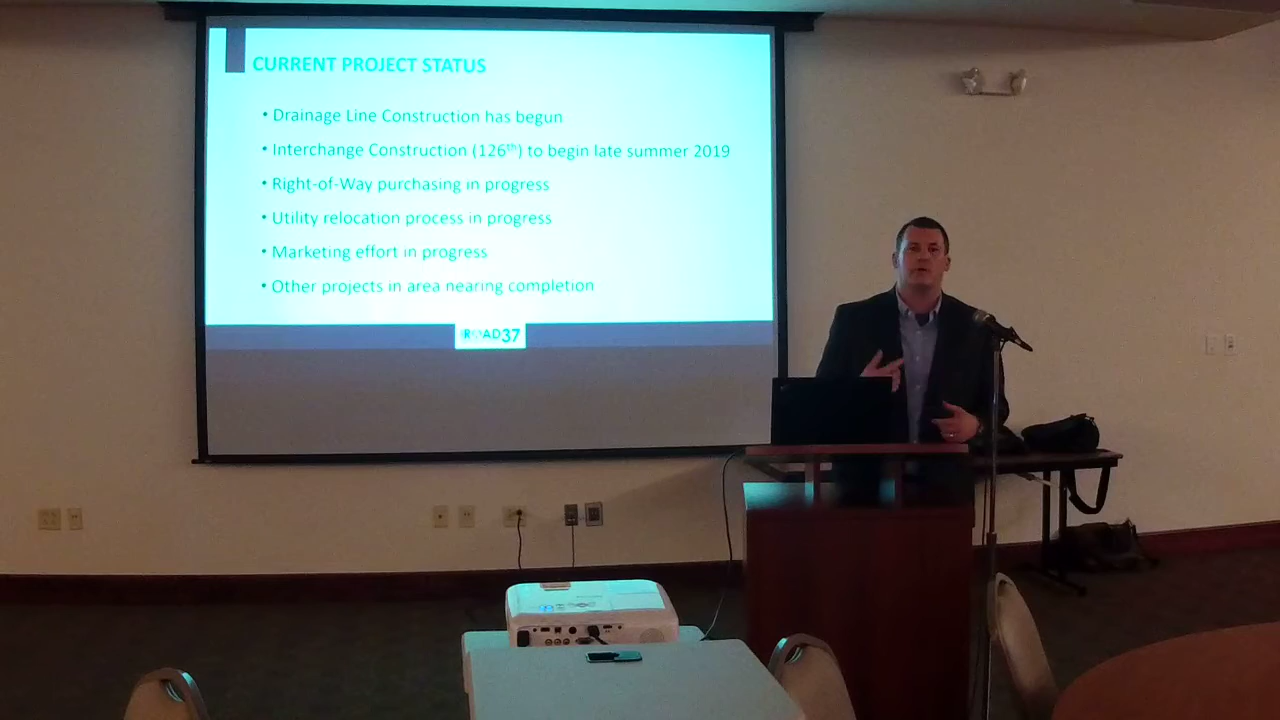 CURRENT PROJECT STATUS
• Drainage Line Construction has begun
• Interchange Construction (126th) to begin late summer 2019
• Right-of-Way purchasing in progress
• Utility relocation process in progress
• Marketing effort in progress
• Other projects in area nearing completion
ROAD37